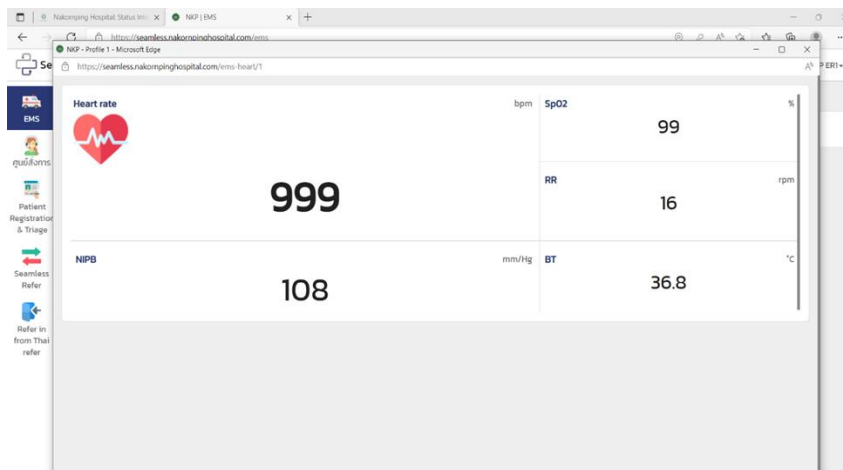 Nakornping Hospital: Status Inf
NKP | EMS
https://seamless.nakornpinghospital.com/ems
NKP - Profile 1 - Microsoft Edge
https://seamless.nakornpinghospital.com/ems-heart/1
Se
P ER1
EMS
ศูนย์สั่งการ
Patient
Registration
& Triage
Seamless
Refer
Refer in
from Thai
refer
Heart rate bpm
999
SpO2 %
99
RR rpm
16
NIPB mm/Hg
108
BT °C
36.8